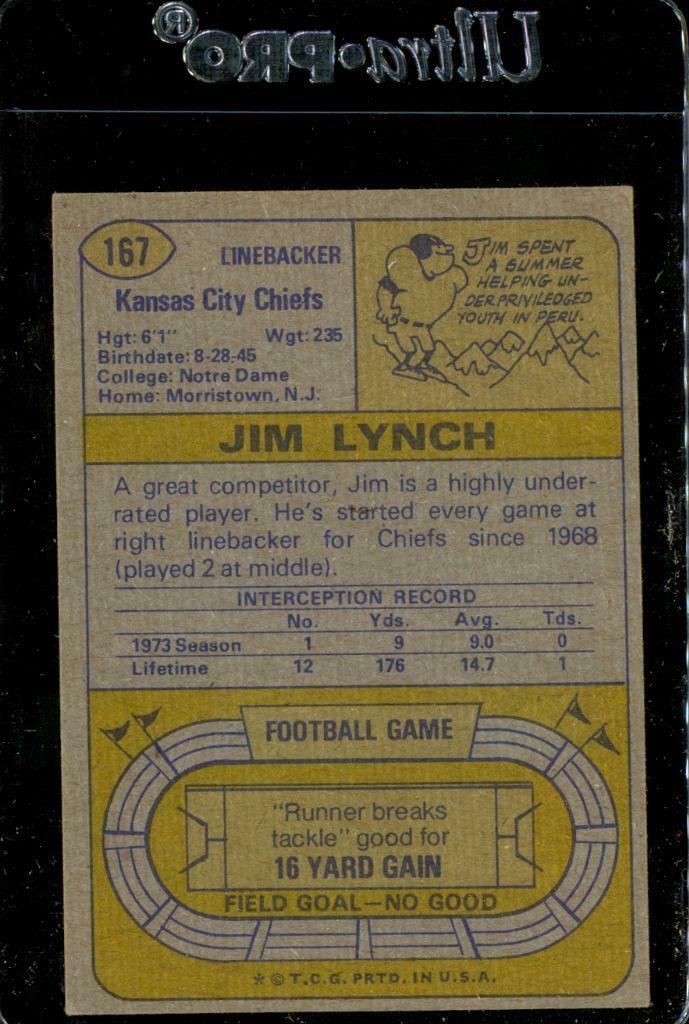 Ultra•PRO®
167
LINEBACKER
Kansas City Chiefs
Hgt: 6'1" Wgt: 235
Birthdate: 8-28-45
College: Notre Dame
Home: Morristown, N.J.
JIM SPENT
A SUMMER
HELPING UN-
DERPRIVILEDGED
YOUTH IN PERU.
JIM LYNCH
A great competitor, Jim is a highly under-
rated player. He's started every game at
right linebacker for Chiefs since 1968
(played 2 at middle).
INTERCEPTION RECORD
No. Yds. Avg. Tds.
1973 Season 1 9 9.0 0
Lifetime 12 176 14.7 1
FOOTBALL GAME
"Runner breaks
tackle" good for
16 YARD GAIN
FIELD GOAL—NO GOOD
* © T.C.G. PRTD. IN U.S.A.